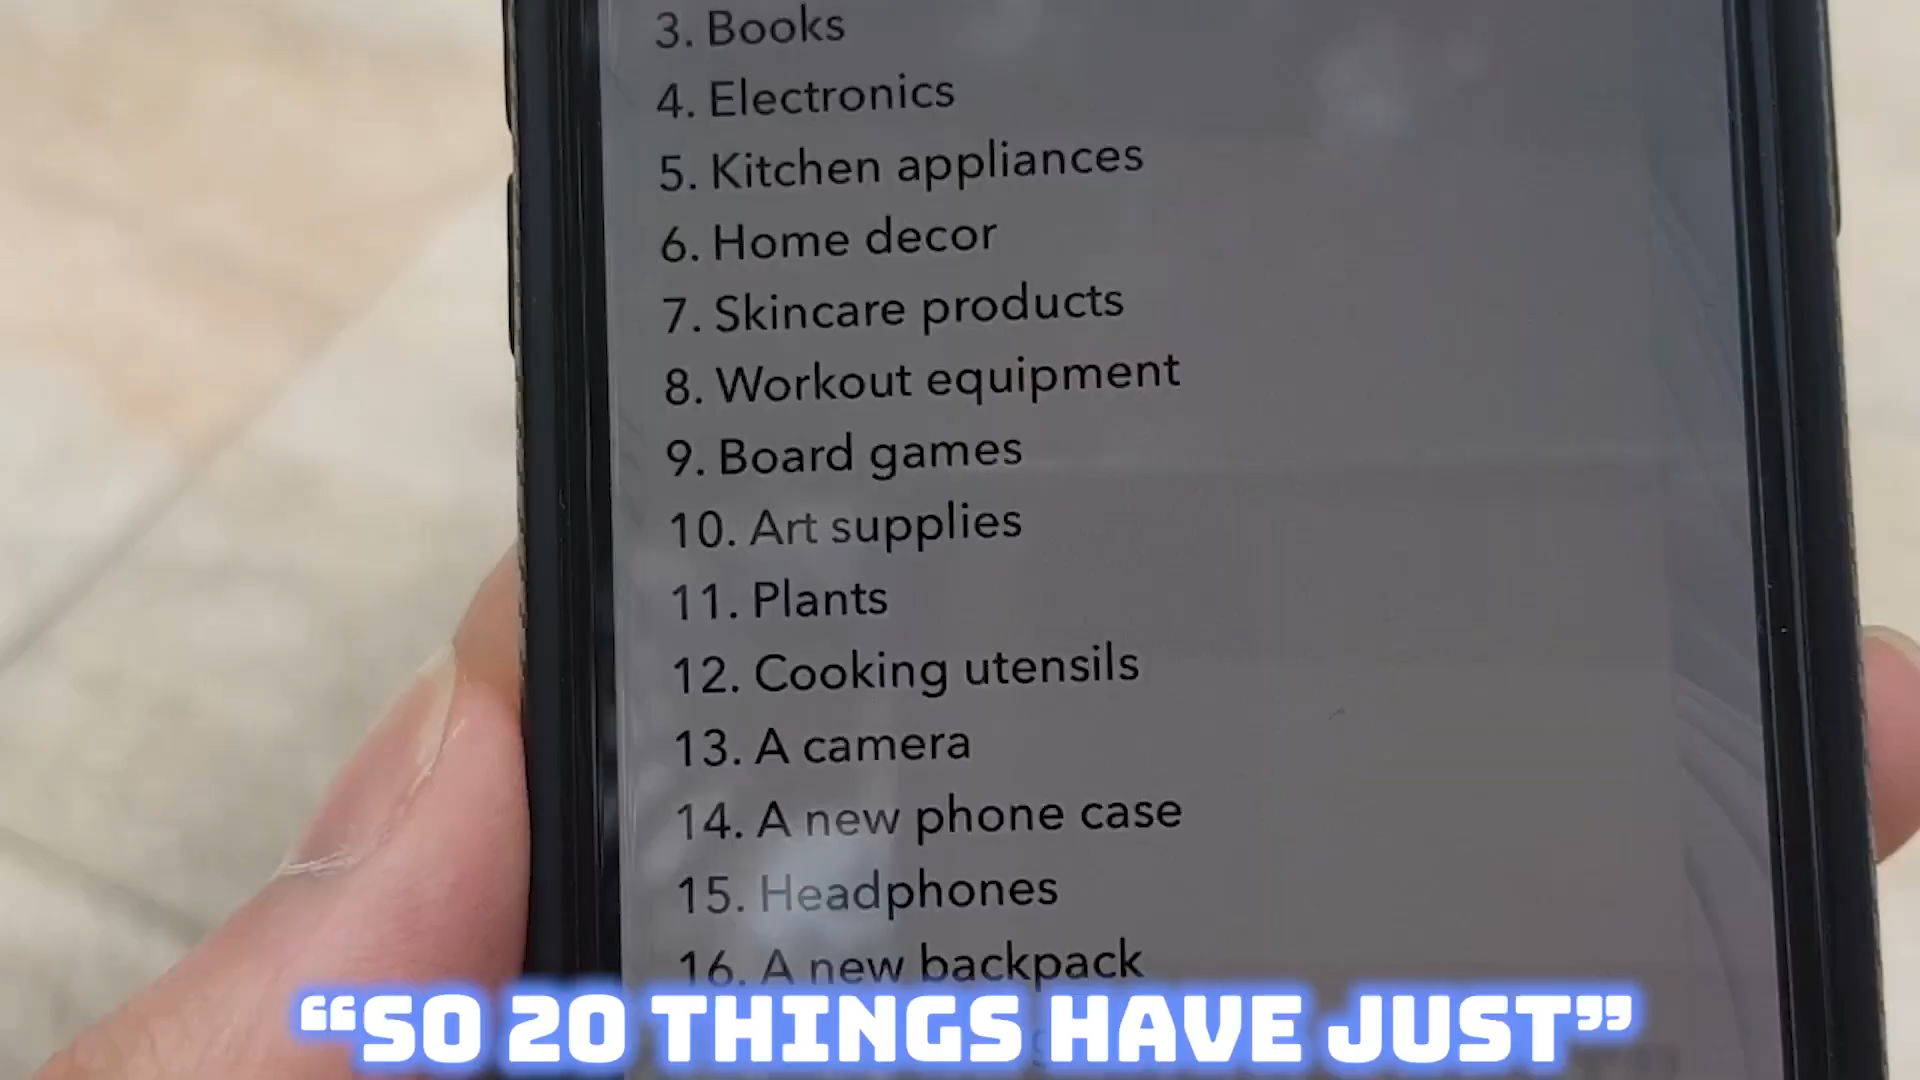 3. Books
4. Electronics
5. Kitchen appliances
6. Home decor
7. Skincare products
8. Workout equipment
9. Board games
10. Art supplies
11. Plants
12. Cooking utensils
13. A camera
14. A new phone case
15. Headphones
16. A new backpack
“SO 20 THINGS HAVE JUST”